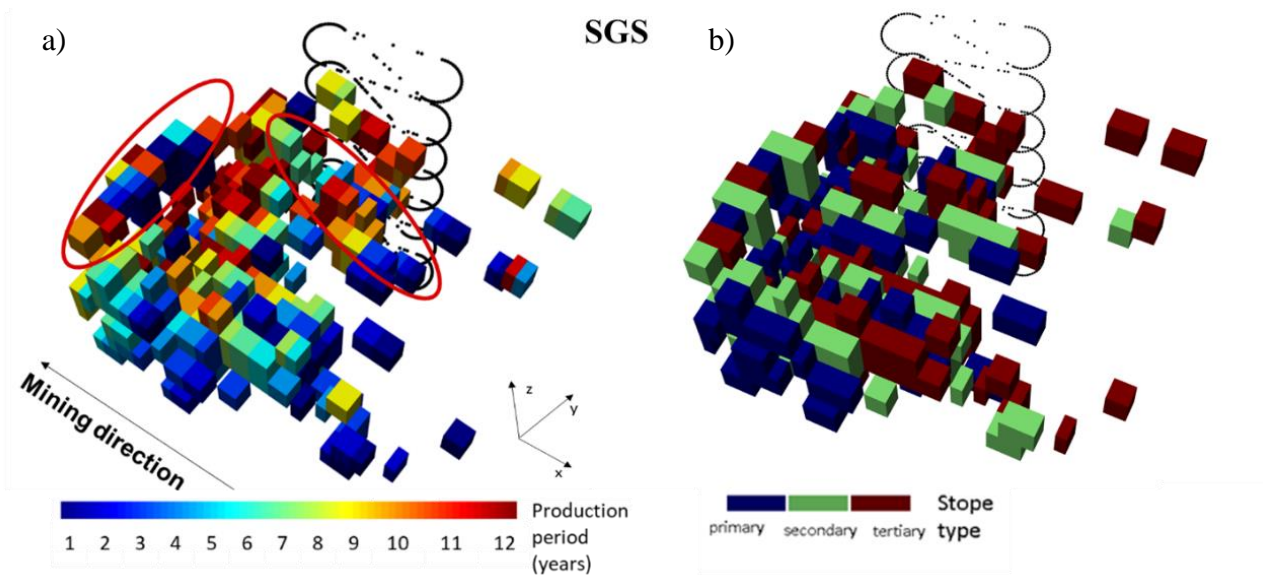 a)
SGS
b)
z
y
x
Mining direction
1 2 3 4 5 6 7 8 9 10 11 12
Production
period
(years)
primary secondary tertiary
Stope
type